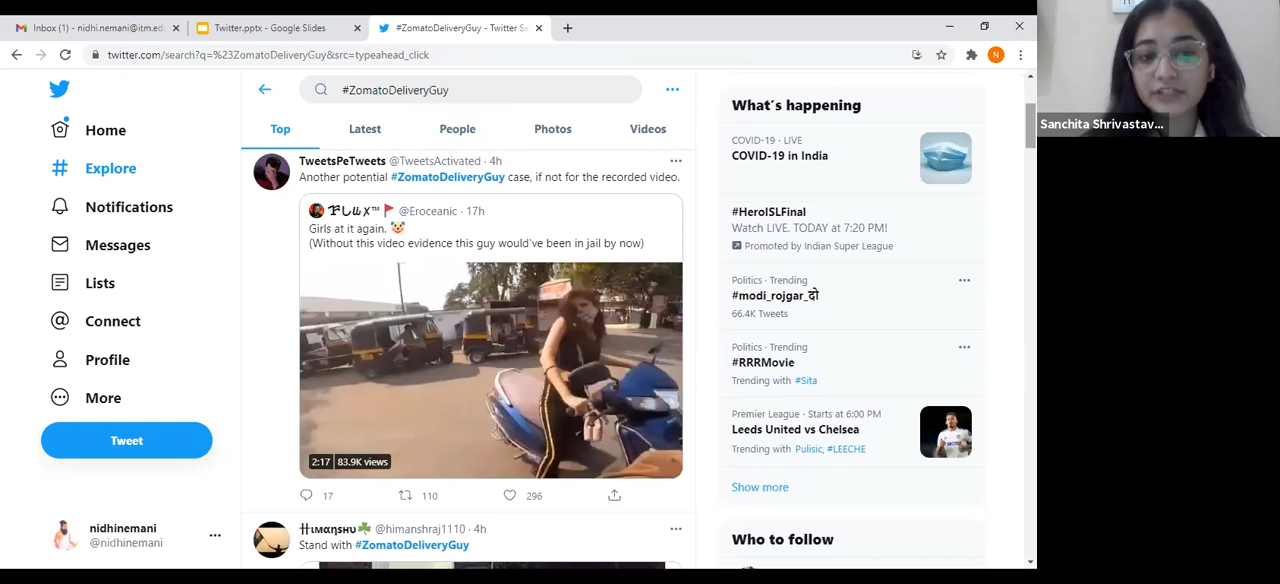 Inbox (1) - nidhi.nemani@itm.ed
Twitter.pptx - Google Slides
#ZomatoDeliveryGuy - Twitter Se
twitter.com/search?q=%23ZomatoDeliveryGuy&src=typeahead_click
N
Sanchita Shrivastav...
#ZomatoDeliveryGuy
Home
Explore
Notifications
Messages
Lists
Connect
Profile
More
Tweet
nidhinemani
@nidhinemani
Top
Latest
People
Photos
Videos
TweetsPeTweets @TweetsActivated · 4h
Another potential #ZomatoDeliveryGuy case, if not for the recorded video.
@Eroceanic · 17h
Girls at it again. 🤡
(Without this video evidence this guy would've been in jail by now)
2:17 83.9K views
17
110
296
@himanshraj1110 · 4h
Stand with #ZomatoDeliveryGuy
What's happening
COVID-19 · LIVE
COVID-19 in India
#HeroISLFinal
Watch LIVE. TODAY at 7:20 PM!
Promoted by Indian Super League
Politics · Trending
#modi_rojgar_दो
66.4K Tweets
Politics · Trending
#RRRMovie
Trending with #Sita
Premier League · Starts at 6:00 PM
Leeds United vs Chelsea
Trending with Pulisic, #LEECHE
Show more
Who to follow